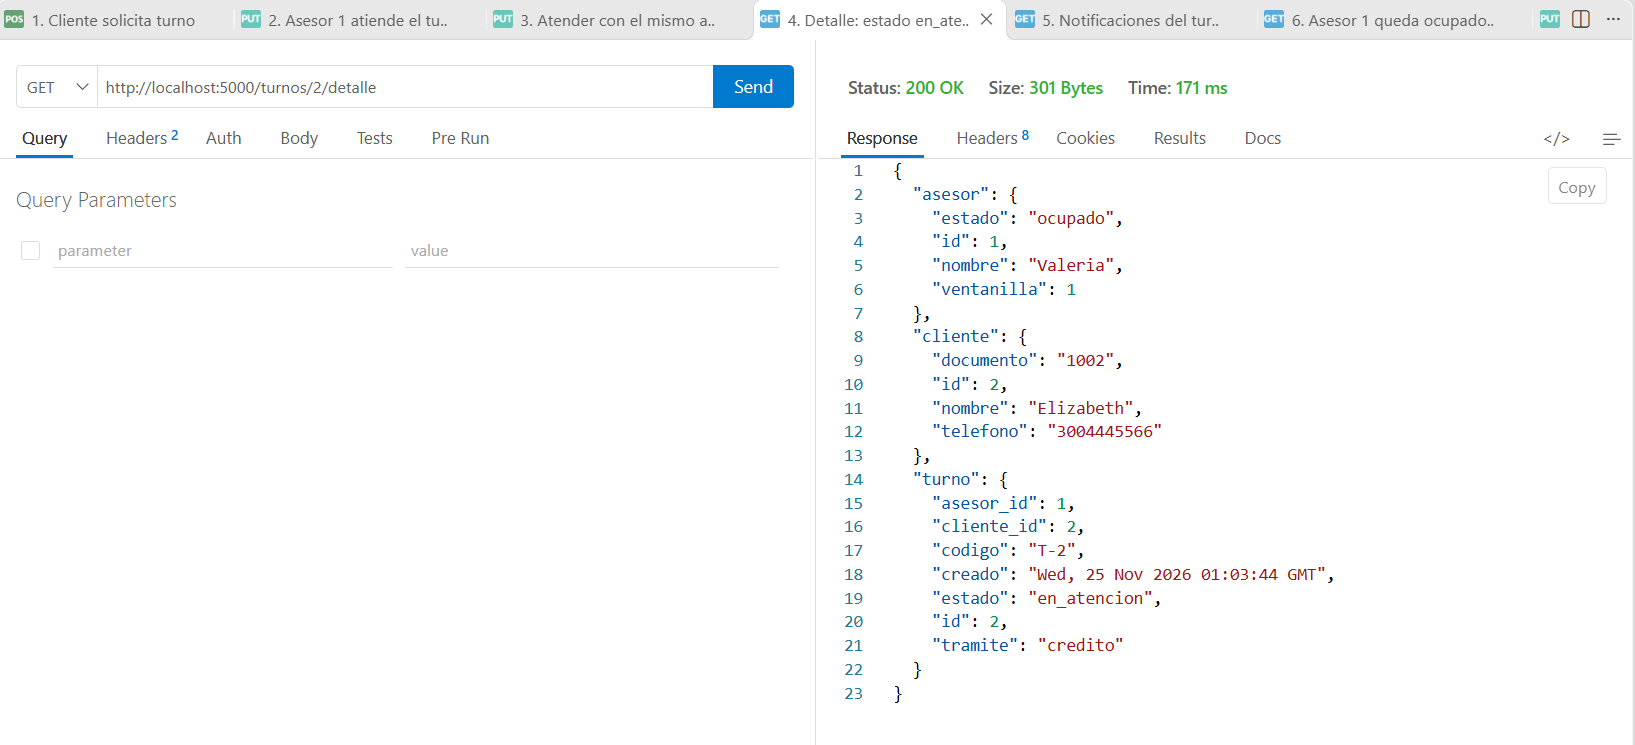 POS 1. Cliente solicita turno
PUT 2. Asesor 1 atiende el tu..
PUT 3. Atender con el mismo a..
GET 4. Detalle: estado en_ate..
GET 5. Notificaciones del tur..
GET 6. Asesor 1 queda ocupado..
PUT
GET http://localhost:5000/turnos/2/detalle Send
Query Headers 2 Auth Body Tests Pre Run
Query Parameters
parameter value
Status: 200 OK Size: 301 Bytes Time: 171 ms
Response Headers 8 Cookies Results Docs </>
Copy
1 {
2 "asesor": {
3 "estado": "ocupado",
4 "id": 1,
5 "nombre": "Valeria",
6 "ventanilla": 1
7 },
8 "cliente": {
9 "documento": "1002",
10 "id": 2,
11 "nombre": "Elizabeth",
12 "telefono": "3004445566"
13 },
14 "turno": {
15 "asesor_id": 1,
16 "cliente_id": 2,
17 "codigo": "T-2",
18 "creado": "Wed, 25 Nov 2026 01:03:44 GMT",
19 "estado": "en_atencion",
20 "id": 2,
21 "tramite": "credito"
22 }
23 }